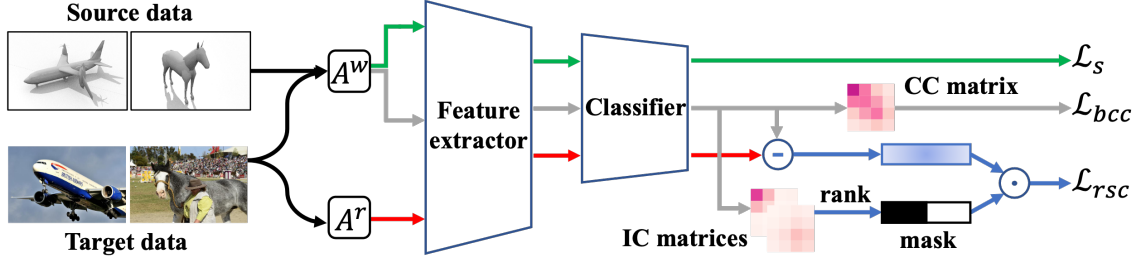 Source data
A^w
Feature
extractor
Classifier
CC matrix
ℒ_s
ℒ_bcc
-
ℒ_rsc
A^r
rank
IC matrices
mask
Target data